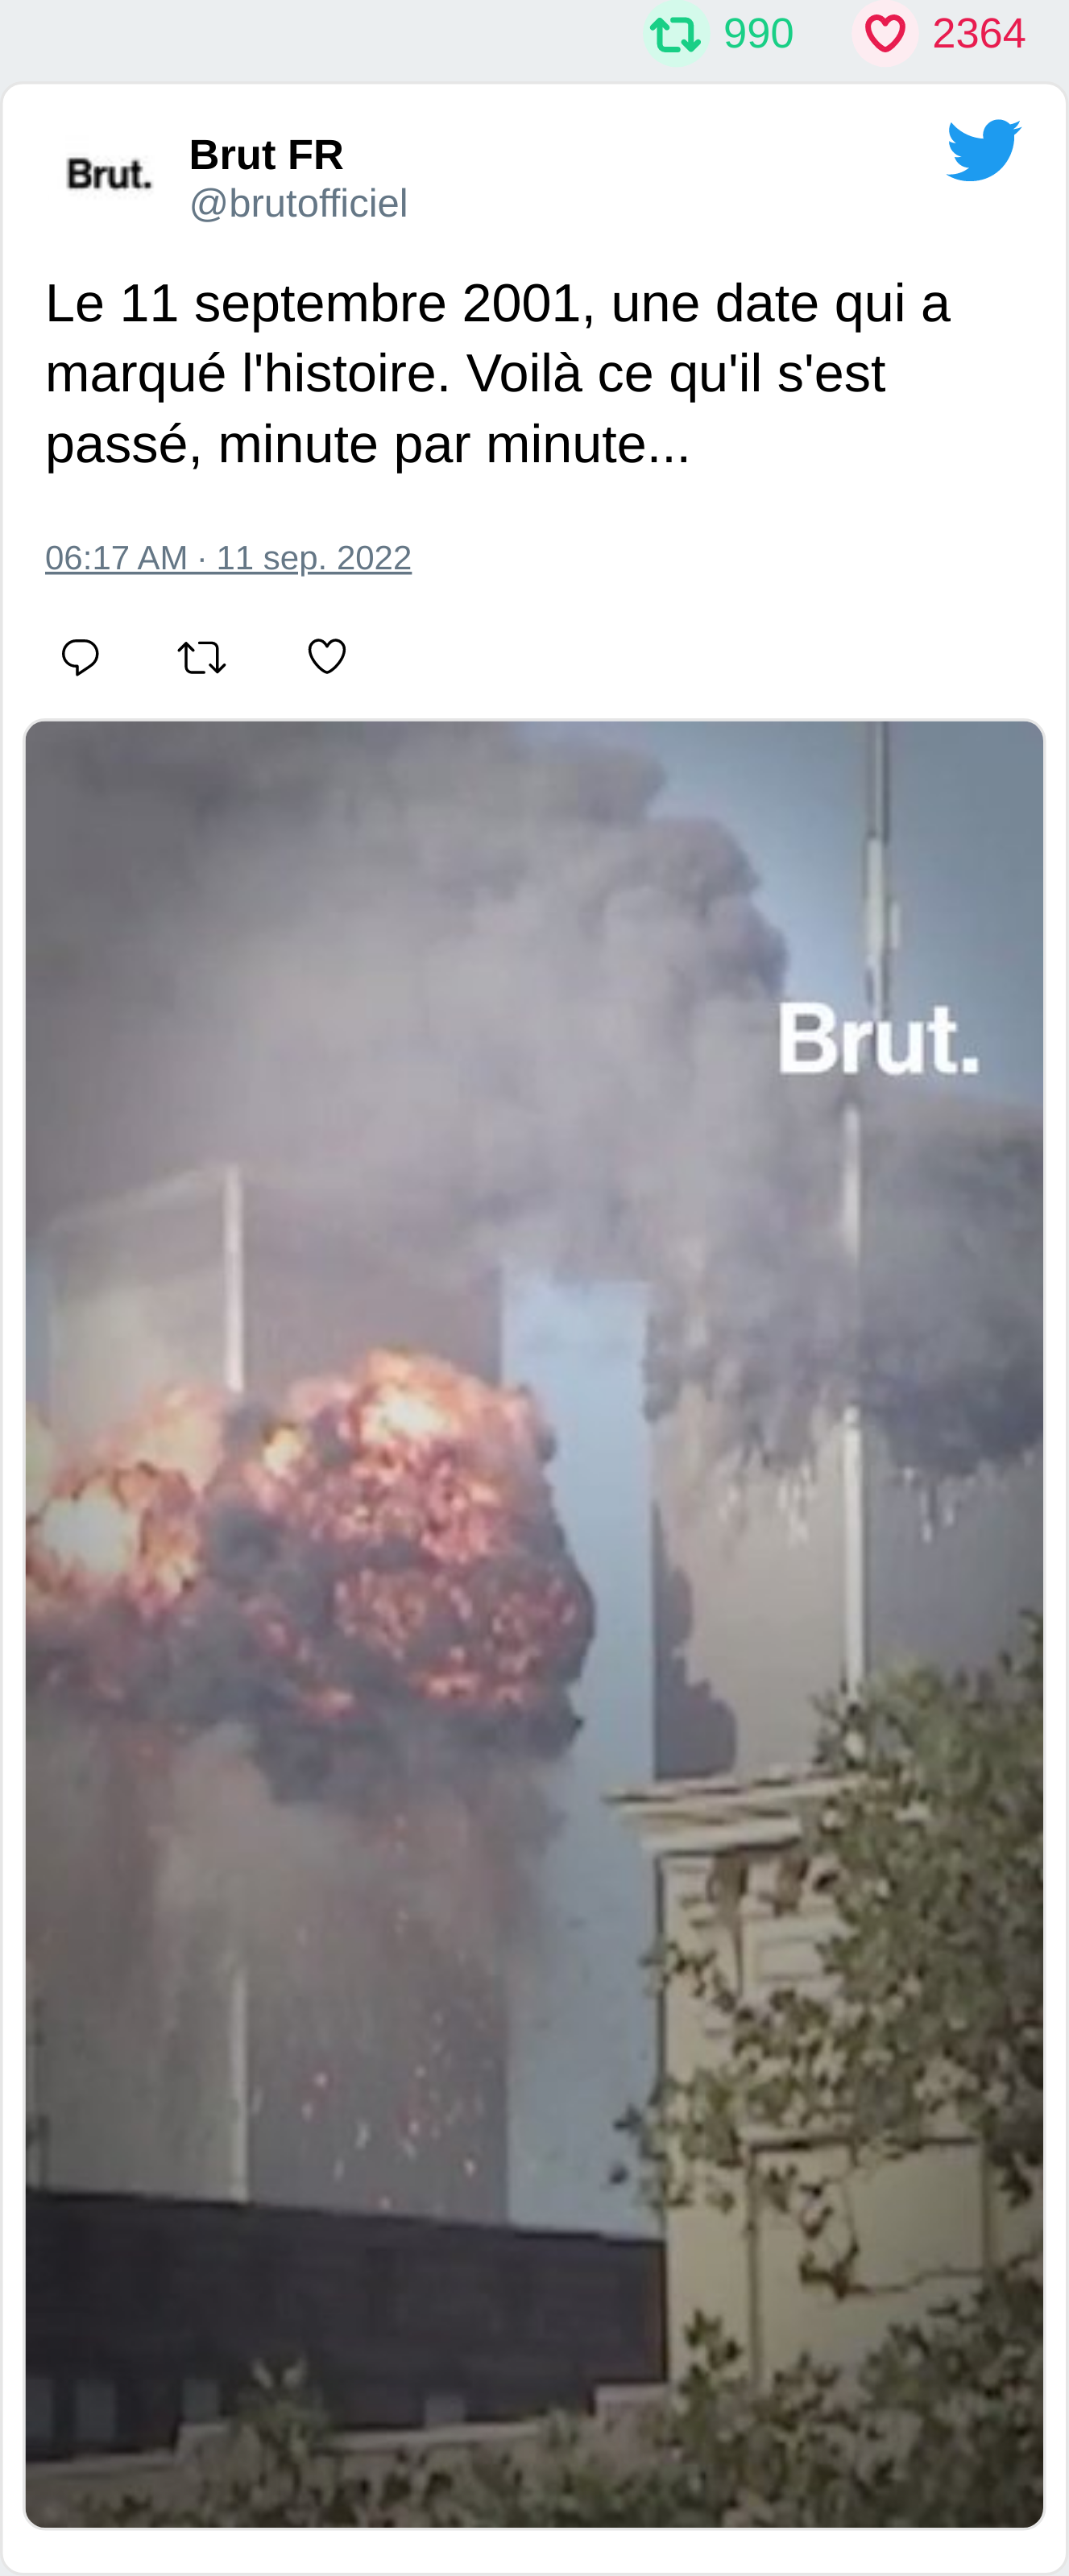 990 2364
Brut. Brut FR
@brutofficiel
Le 11 septembre 2001, une date qui a
marqué l'histoire. Voilà ce qu'il s'est
passé, minute par minute...
06:17 AM · 11 sep. 2022
Brut.